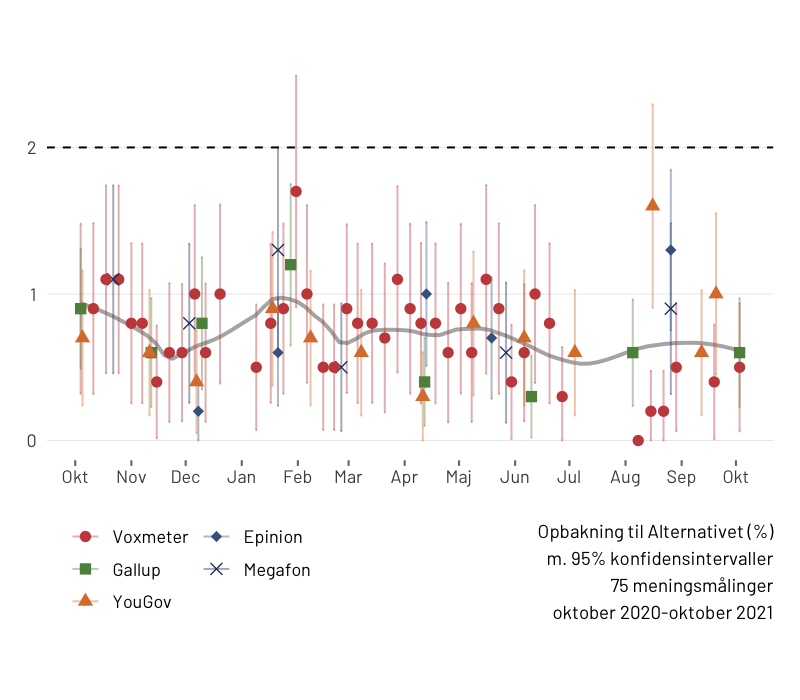 2
1
0
Okt Nov Dec Jan Feb Mar Apr Maj Jun Jul Aug Sep Okt
Voxmeter Epinion
Gallup Megafon
YouGov
Opbakning til Alternativet (%)
m. 95% konfidensintervaller
75 meningsmålinger
oktober 2020-oktober 2021